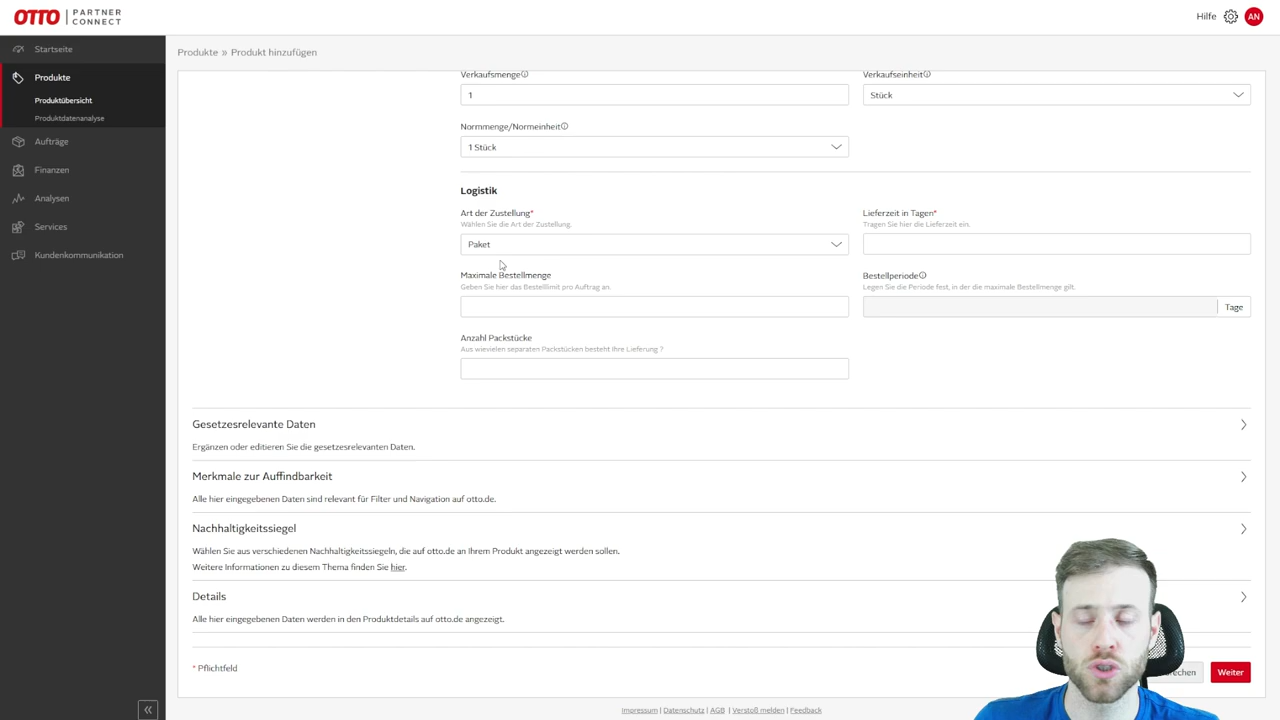 OTTO | PARTNER CONNECT
Hilfe
AN
Startseite
Produkte
Produktübersicht
Produktdatenanalyse
Aufträge
Finanzen
Analysen
Services
Kundenkommunikation
Produkte » Produkt hinzufügen
Verkaufsmenge
Verkaufseinheit
1
Stück
Normmenge/Normeinheit
1 Stück
Logistik
Art der Zustellung*
Lieferzeit in Tagen*
Wählen Sie die Art der Zustellung.
Tragen Sie hier die Lieferzeit ein.
Paket
Maximale Bestellmenge
Bestellperiode
Geben Sie hier das Bestelllimit pro Auftrag an.
Legen Sie die Periode fest, in der die maximale Bestellmenge gilt.
Tage
Anzahl Packstücke
Aus wievielen separaten Packstücken besteht ihre Lieferung ?
Gesetzesrelevante Daten
Ergänzen oder editieren Sie die gesetzesrelevanten Daten.
Merkmale zur Auffindbarkeit
Alle hier eingegebenen Daten sind relevant für Filter und Navigation auf otto.de.
Nachhaltigkeitssiegel
Wählen Sie aus verschiedenen Nachhaltigkeitssiegeln, die auf otto.de an Ihrem Produkt angezeigt werden sollen.
Weitere Informationen zu diesem Thema finden Sie hier.
Details
Alle hier eingegebenen Daten werden in den Produktdetails auf otto.de angezeigt.
* Pflichtfeld
Weiter
Impressum | Datenschutz | AGB | Verstoß melden | Feedback